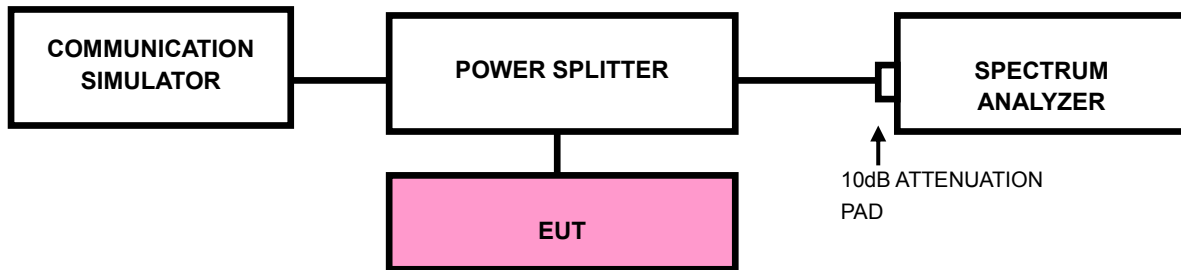 COMMUNICATION
SIMULATOR
POWER SPLITTER
SPECTRUM
ANALYZER
10dB ATTENUATION
PAD
EUT